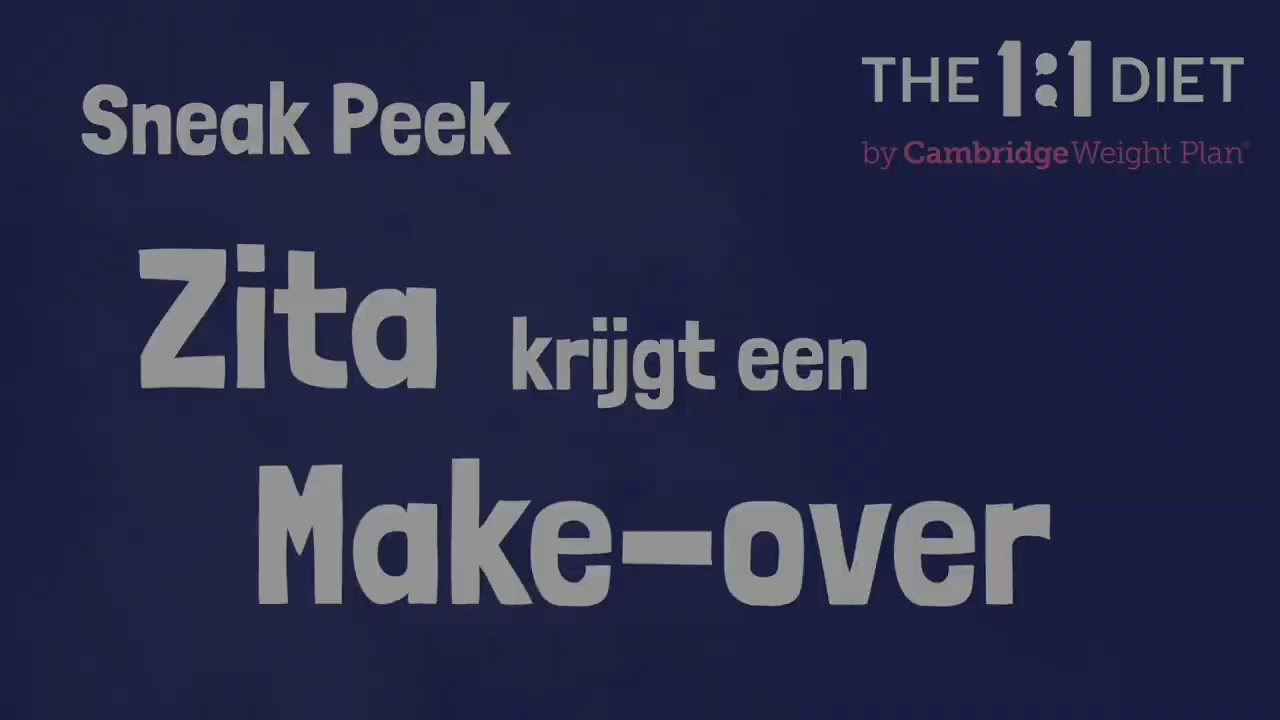 Sneak Peek
THE 1:1 DIET
by Cambridge Weight Plan®
Zita krijgt een
Make-over